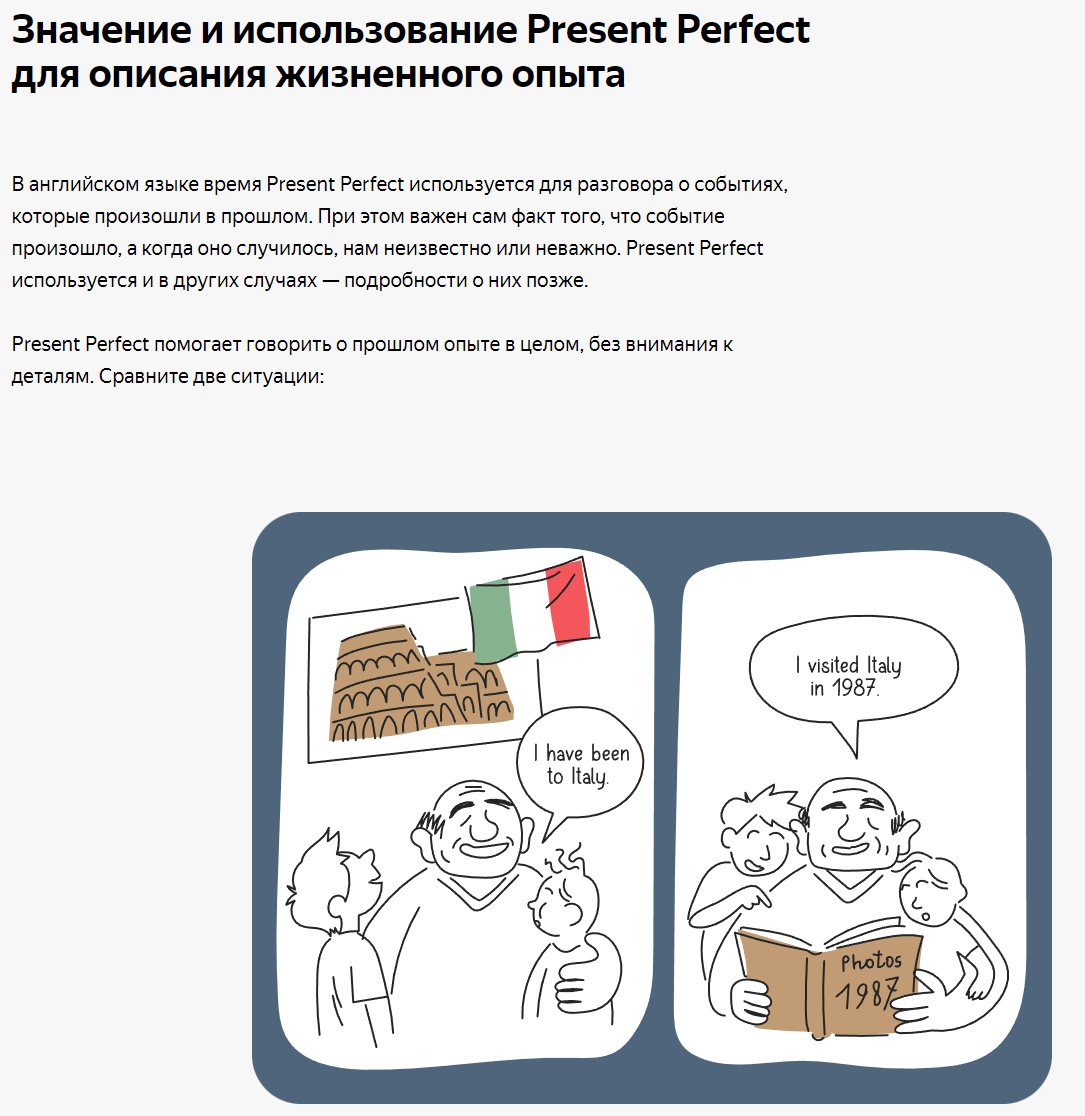 Значение и использование Present Perfect
для описания жизненного опыта
В английском языке время Present Perfect используется для разговора о событиях,
которые произошли в прошлом. При этом важен сам факт того, что событие
произошло, а когда оно случилось, нам неизвестно или неважно. Present Perfect
используется и в других случаях — подробности о них позже.
Present Perfect помогает говорить о прошлом опыте в целом, без внимания к
деталям. Сравните две ситуации:
I have been
to Italy.
I visited Italy
in 1987.
Photos
1987